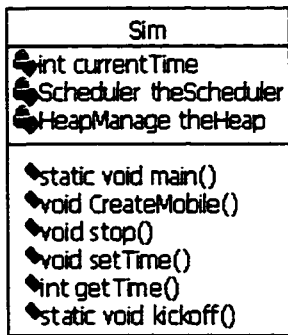 Sim
int currentTime
Scheduler theScheduler
HeapManage theHeap
static void main()
void CreateMobile()
void stop()
void setTime()
int getTime()
static void kickoff()